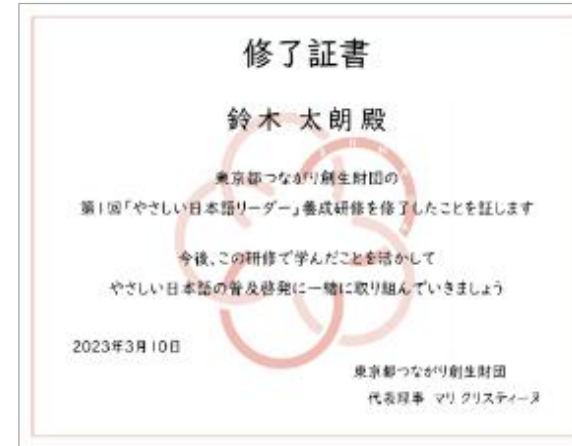 修了証書
鈴木 太朗 殿
東京都つながり創生財団の
第1回「やさしい日本語リーダー」養成研修を修了したことを証します
今後、この研修で学んだことを活かして
やさしい日本語の普及啓発に一緒に取り組んでいきましょう
2023年3月10日
東京都つながり創生財団
代表理事 マリ クリスティーヌ